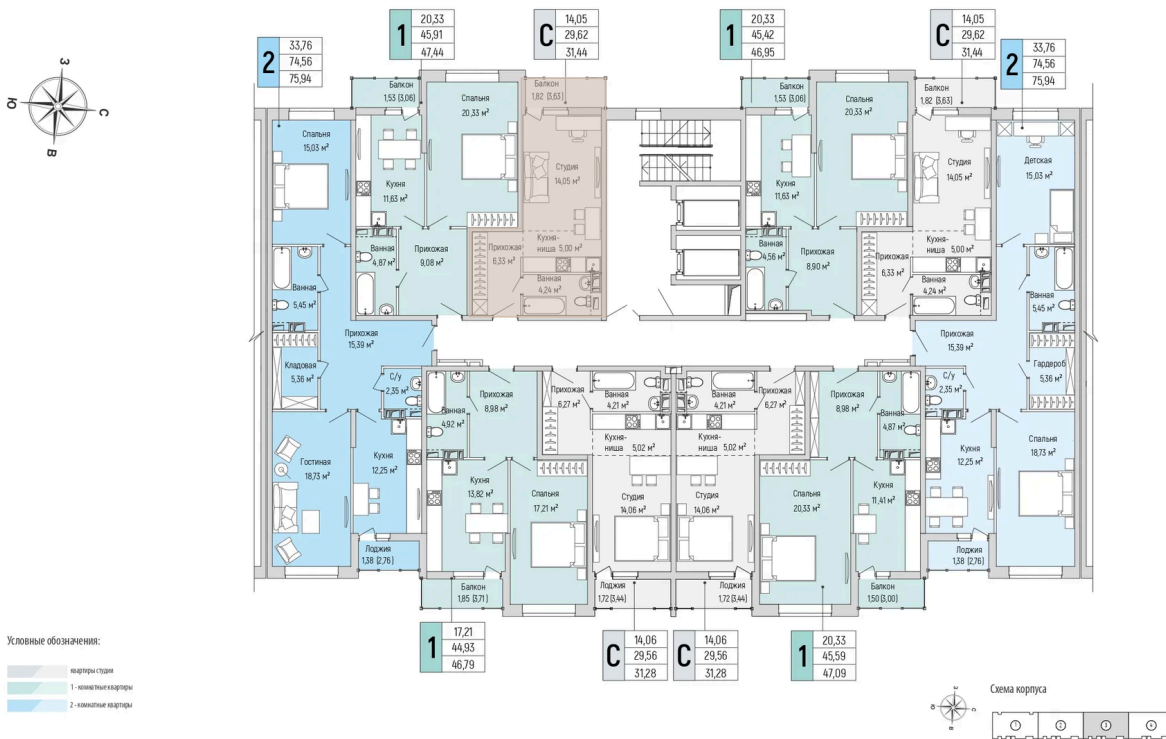 1
20,33
45,91
47,44
С
14,05
29,62
31,44
1
20,33
45,42
46,95
С
14,05
29,62
31,44
2
33,76
74,56
75,94
2
33,76
74,56
75,94
З
Ю
С
В
Балкон
1,53 (3,06)
Спальня
20,33 м²
Балкон
1,82 (3,63)
Балкон
1,53 (3,06)
Спальня
20,33 м²
Балкон
1,82 (3,63)
Спальня
15,03 м²
Кухня
11,63 м²
Студия
14,05 м²
Кухня
11,63 м²
Студия
14,05 м²
Детская
15,03 м²
Ванная
4,87 м²
Прихожая
9,08 м²
Прихожая
6,33 м²
Кухня-
ниша 5,00 м²
Ванная
4,24 м²
Ванная
4,56 м²
Прихожая
8,90 м²
Прихожая
6,33 м²
Кухня-
ниша 5,00 м²
Ванная
4,24 м²
Ванная
5,45 м²
Ванная
5,45 м²
Прихожая
15,39 м²
Прихожая
15,39 м²
Кладовая
5,36 м²
С/у
2,35 м²
С/у
2,35 м²
Гардероб
5,36 м²
Ванная
4,92 м²
Прихожая
8,98 м²
Прихожая
6,27 м²
Ванная
4,21 м²
Ванная
4,21 м²
Прихожая
6,27 м²
Прихожая
8,98 м²
Ванная
4,87 м²
Гостиная
18,73 м²
Кухня
12,25 м²
Кухня
13,82 м²
Спальня
17,21 м²
Кухня-
ниша 5,02 м²
Студия
14,06 м²
Кухня-
ниша 5,02 м²
Студия
14,06 м²
Спальня
20,33 м²
Кухня
11,41 м²
Кухня
12,25 м²
Спальня
18,73 м²
Лоджия
1,38 (2,76)
Балкон
1,85 (3,71)
Лоджия
1,72 (3,44)
Лоджия
1,72 (3,44)
Балкон
1,50 (3,00)
Лоджия
1,38 (2,76)
1
17,21
44,93
46,79
С
14,06
29,56
31,28
С
14,06
29,56
31,28
1
20,33
45,59
47,09
Условные обозначения:
квартиры студии
1 - комнатные квартиры
2 - комнатные квартиры
З
Ю
С
В
Схема корпуса
1
2
3
4